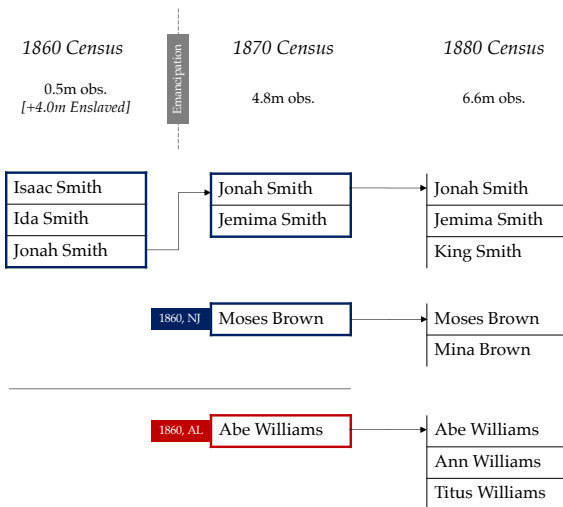 1860 Census
1870 Census
1880 Census
Emancipation
0.5m obs.
[+4.0m Enslaved]
4.8m obs.
6.6m obs.
Isaac Smith
Ida Smith
Jonah Smith
Jonah Smith
Jemima Smith
Jonah Smith
Jemima Smith
King Smith
1860, NJ
Moses Brown
Moses Brown
Mina Brown
1860, AL
Abe Williams
Abe Williams
Ann Williams
Titus Williams